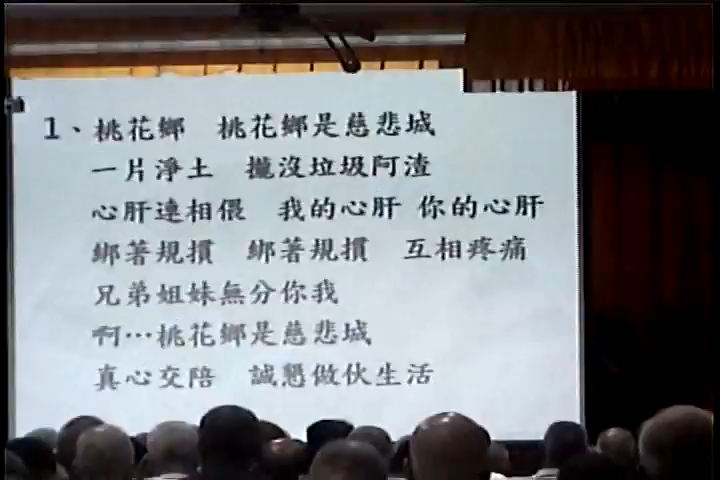 1、桃花鄉　桃花鄉是慈悲城
一片淨土　攏沒垃圾阿渣
心肝連相偎　我的心肝 你的心肝
綁著規摜　綁著規摜　互相疼痛
兄弟姐妹無分你我
啊…桃花鄉是慈悲城
真心交陪　誠懇做伙生活